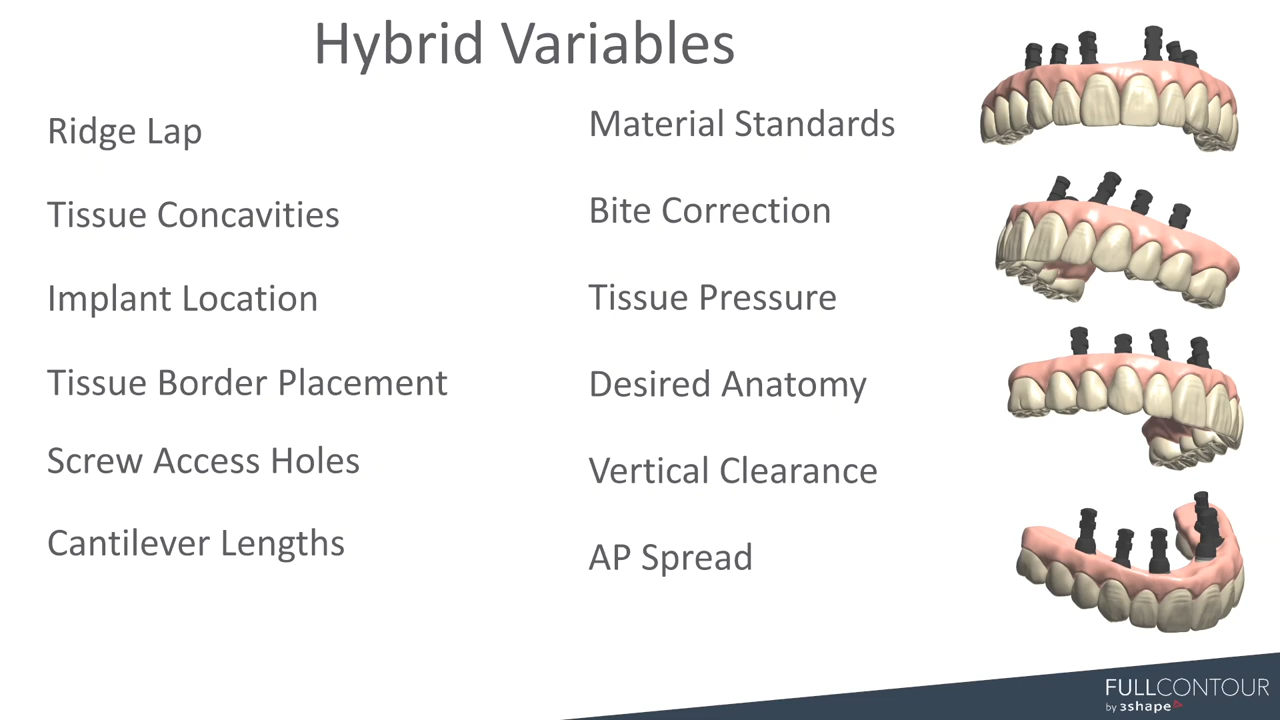 Hybrid Variables
Ridge Lap
Tissue Concavities
Implant Location
Tissue Border Placement
Screw Access Holes
Cantilever Lengths
Material Standards
Bite Correction
Tissue Pressure
Desired Anatomy
Vertical Clearance
AP Spread
FULLCONTOUR
by 3shape